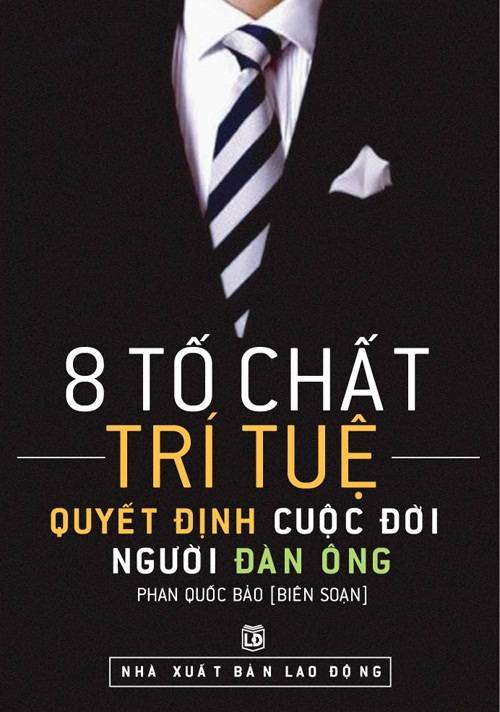 8 TỐ CHẤT
TRÍ TUỆ
QUYẾT ĐỊNH CUỘC ĐỜI
NGƯỜI ĐÀN ÔNG
PHAN QUỐC BẢO [BIÊN SOẠN]
LĐ
NHÀ XUẤT BẢN LAO ĐỘNG